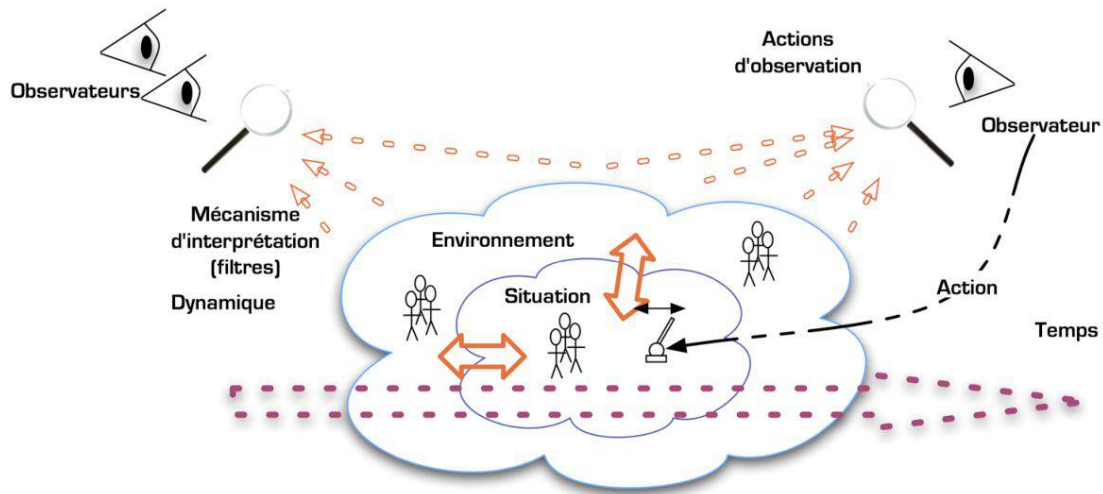 Actions
d'observation
Observateurs
Observateur
Mécanisme
d'interprétation
(filtres)
Environnement
Dynamique
Situation
Action
Temps